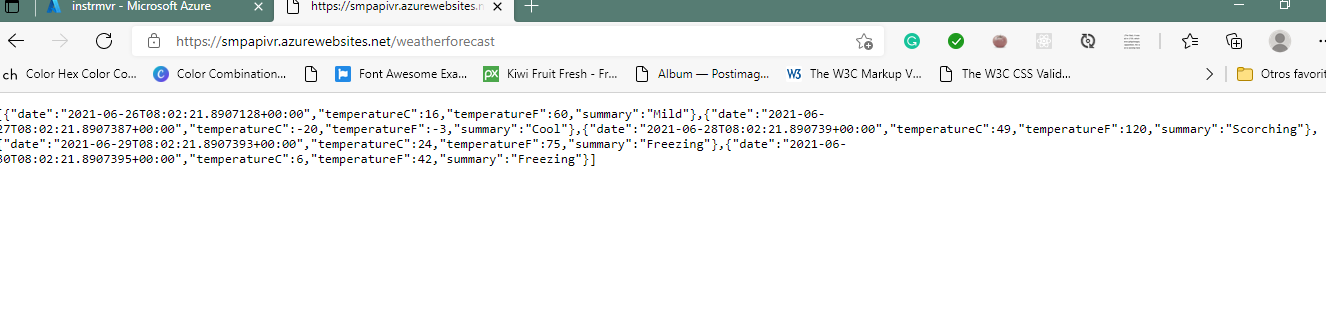 instrmvr - Microsoft Azure
https://smpapivr.azurewebsites.n
https://smpapivr.azurewebsites.net/weatherforecast
ch Color Hex Color Co... Color Combination... Font Awesome Exa... px Kiwi Fruit Fresh - Fr... Album — Postimag... W3 The W3C Markup V... The W3C CSS Valid... Otros favorit
[{"date":"2021-06-26T08:02:21.8907128+00:00","temperatureC":16,"temperatureF":60,"summary":"Mild"},{"date":"2021-06-
27T08:02:21.8907387+00:00","temperatureC":-20,"temperatureF":-3,"summary":"Cool"},{"date":"2021-06-28T08:02:21.890739+00:00","temperatureC":49,"temperatureF":120,"summary":"Scorching"},
{"date":"2021-06-29T08:02:21.8907393+00:00","temperatureC":24,"temperatureF":75,"summary":"Freezing"},{"date":"2021-06-
30T08:02:21.8907395+00:00","temperatureC":6,"temperatureF":42,"summary":"Freezing"}]